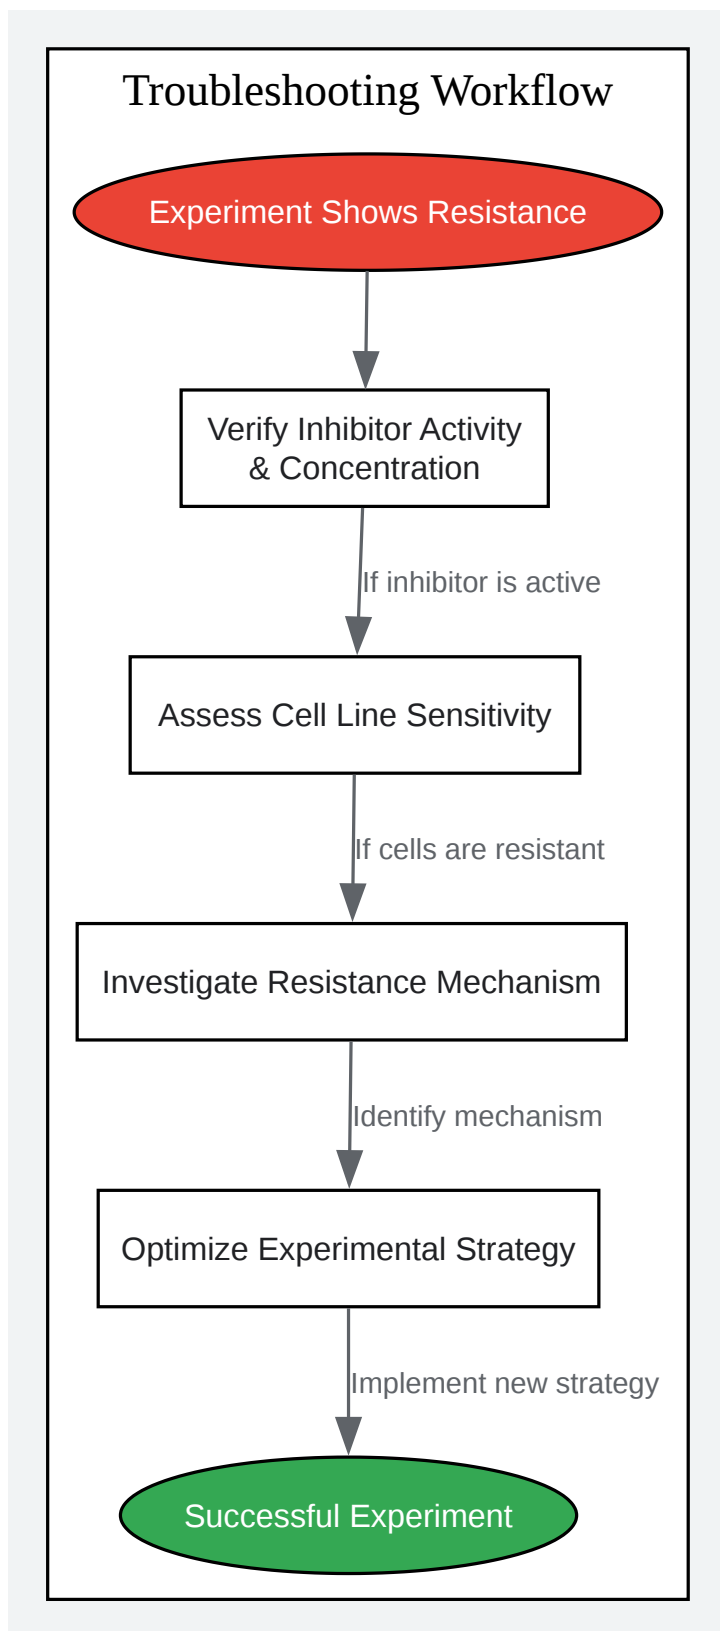 Troubleshooting Workflow
Experiment Shows Resistance
Verify Inhibitor Activity
& Concentration
If inhibitor is active
Assess Cell Line Sensitivity
If cells are resistant
Investigate Resistance Mechanism
Identify mechanism
Optimize Experimental Strategy
Implement new strategy
Successful Experiment